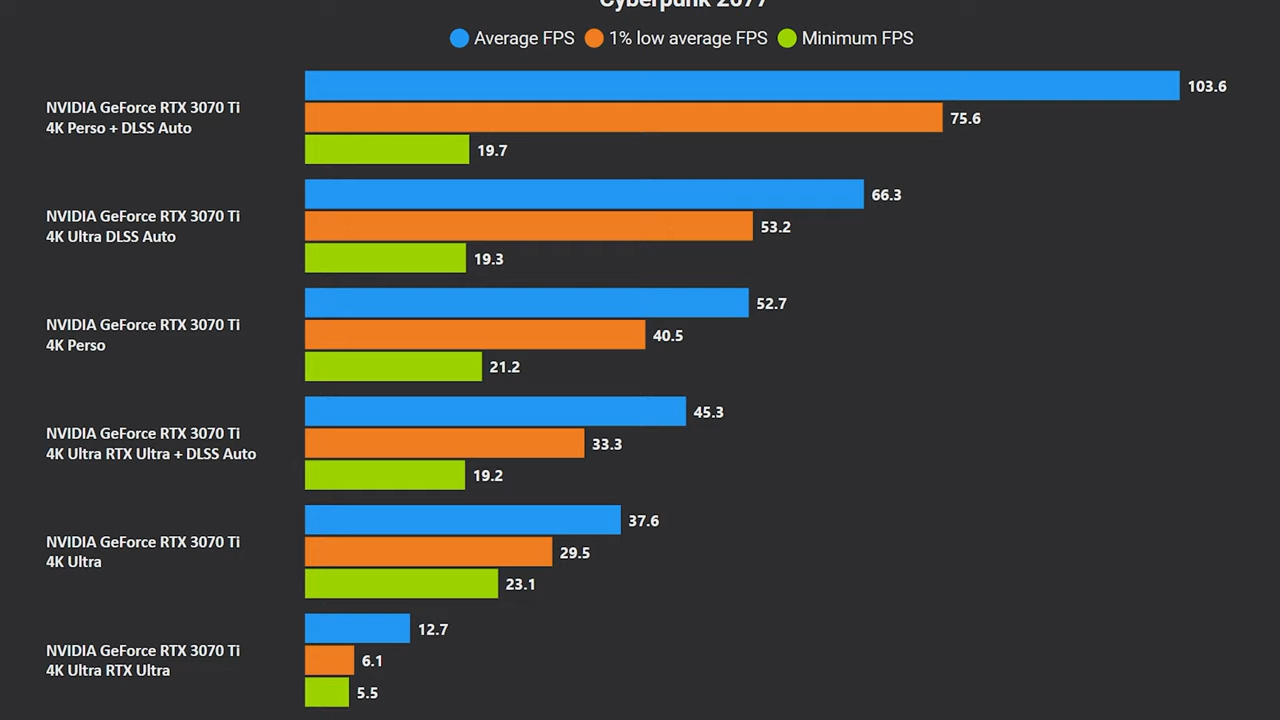 Cyberpunk 2077
Average FPS 1% low average FPS Minimum FPS
NVIDIA GeForce RTX 3070 Ti
4K Perso + DLSS Auto
103.6
75.6
19.7
NVIDIA GeForce RTX 3070 Ti
4K Ultra DLSS Auto
66.3
53.2
19.3
NVIDIA GeForce RTX 3070 Ti
4K Perso
52.7
40.5
21.2
NVIDIA GeForce RTX 3070 Ti
4K Ultra RTX Ultra + DLSS Auto
45.3
33.3
19.2
NVIDIA GeForce RTX 3070 Ti
4K Ultra
37.6
29.5
23.1
NVIDIA GeForce RTX 3070 Ti
4K Ultra RTX Ultra
12.7
6.1
5.5